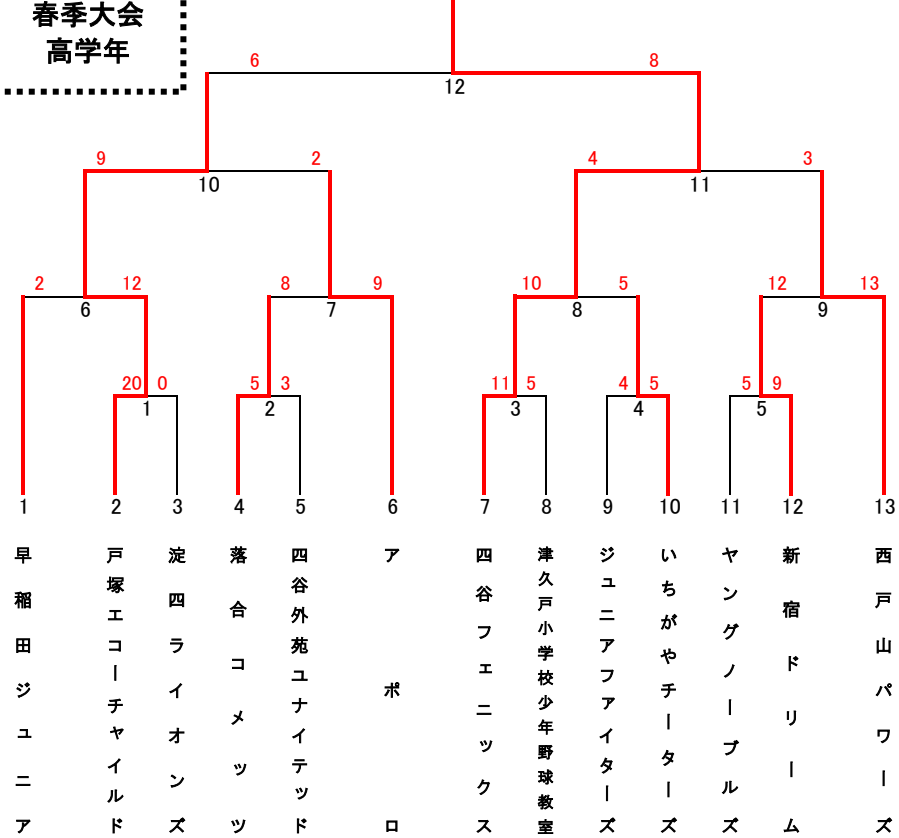 春季大会
高学年
6 8
12
9 2 4 3
10 11
2 12 8 9 10 5 12 13
6 7 8 9
20 0 5 3 11 5 4 5 5 9
1 2 3 4 5
1 2 3 4 5 6 7 8 9 10 11 12 13
早稲田ジュニア
戸塚エコーチャイルド
淀四ライオンズ
落合コメッツ
四谷外苑ユナイテッド
アポロ
四谷フェニックス
津久戸小学校少年野球教室
ジュニアファイターズ
いちがやチーターズ
ヤングノーブルズ
新宿ドリーム
西戸山パワーズ